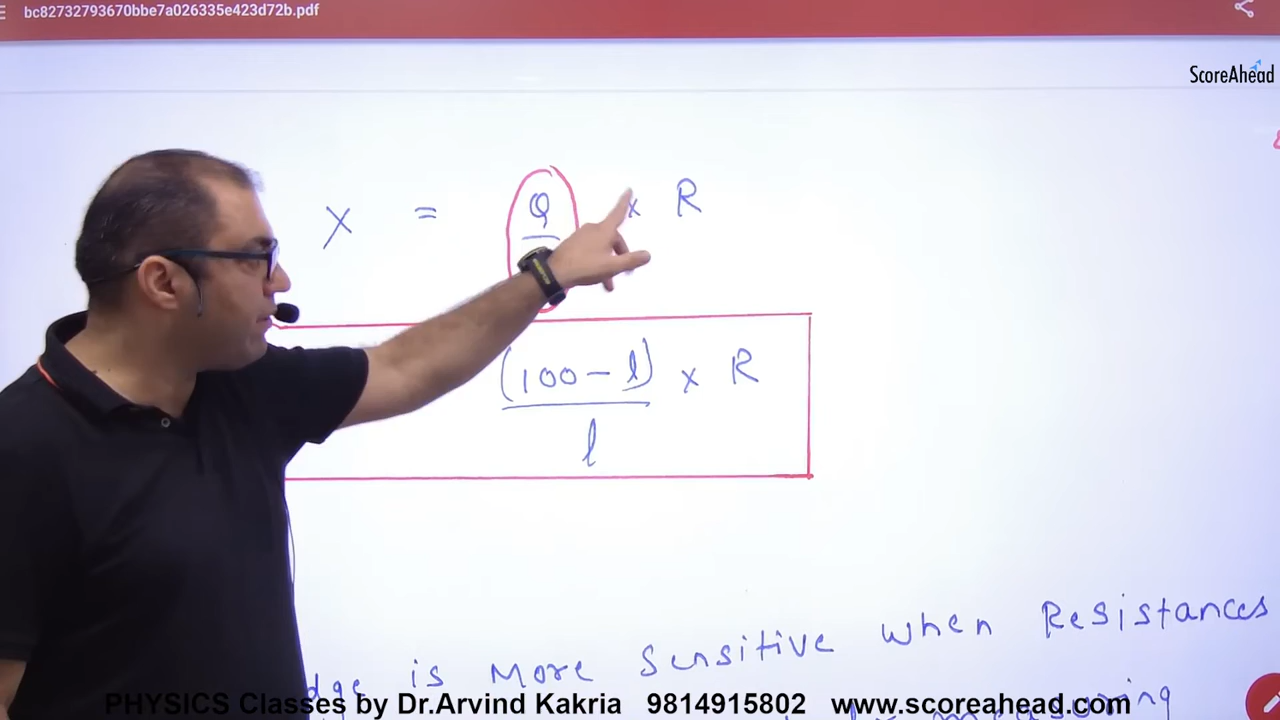 bc82732793670bbe7a026335e423d72b.pdf
ScoreAhead
X = Q x R
(100 - l) x R
l
is More Sensitive when Resistances
PHYSICS Classes by Dr.Arvind Kakria 9814915802 www.scoreahead.com